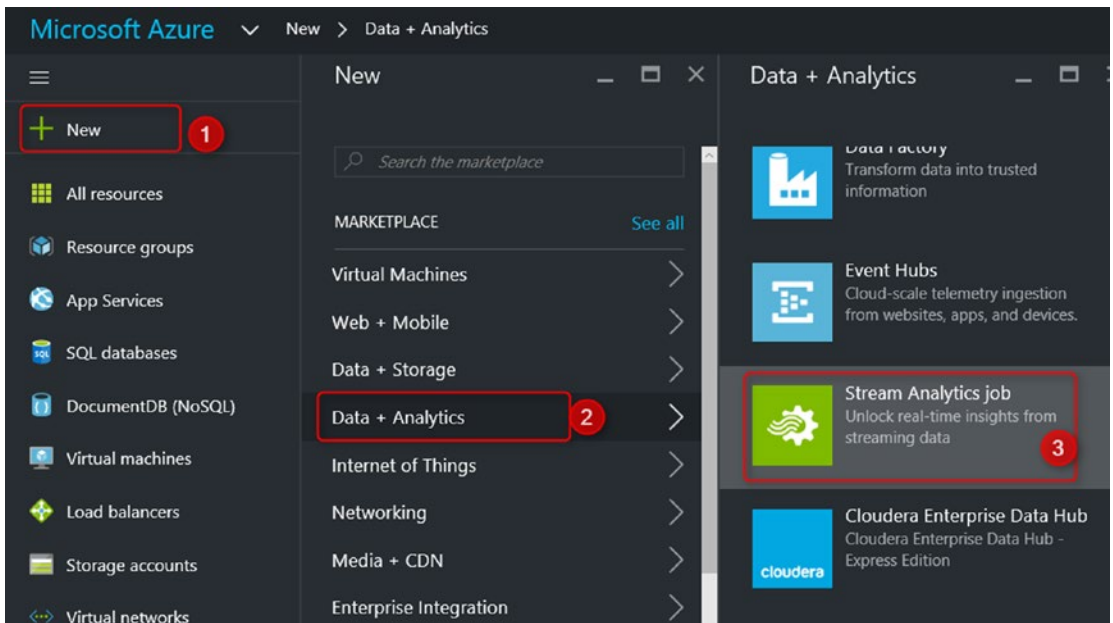 Microsoft Azure New > Data + Analytics
+ New
1
All resources
Resource groups
App Services
SQL databases
DocumentDB (NoSQL)
Virtual machines
Load balancers
Storage accounts
Virtual networks
New
Search the marketplace
MARKETPLACE See all
Virtual Machines
Web + Mobile
Data + Storage
Data + Analytics
2
Internet of Things
Networking
Media + CDN
Enterprise Integration
Data + Analytics
Data Factory
Transform data into trusted
information
Event Hubs
Cloud-scale telemetry ingestion
from websites, apps, and devices.
Stream Analytics job
Unlock real-time insights from
streaming data
3
cloudera
Cloudera Enterprise Data Hub
Cloudera Enterprise Data Hub -
Express Edition